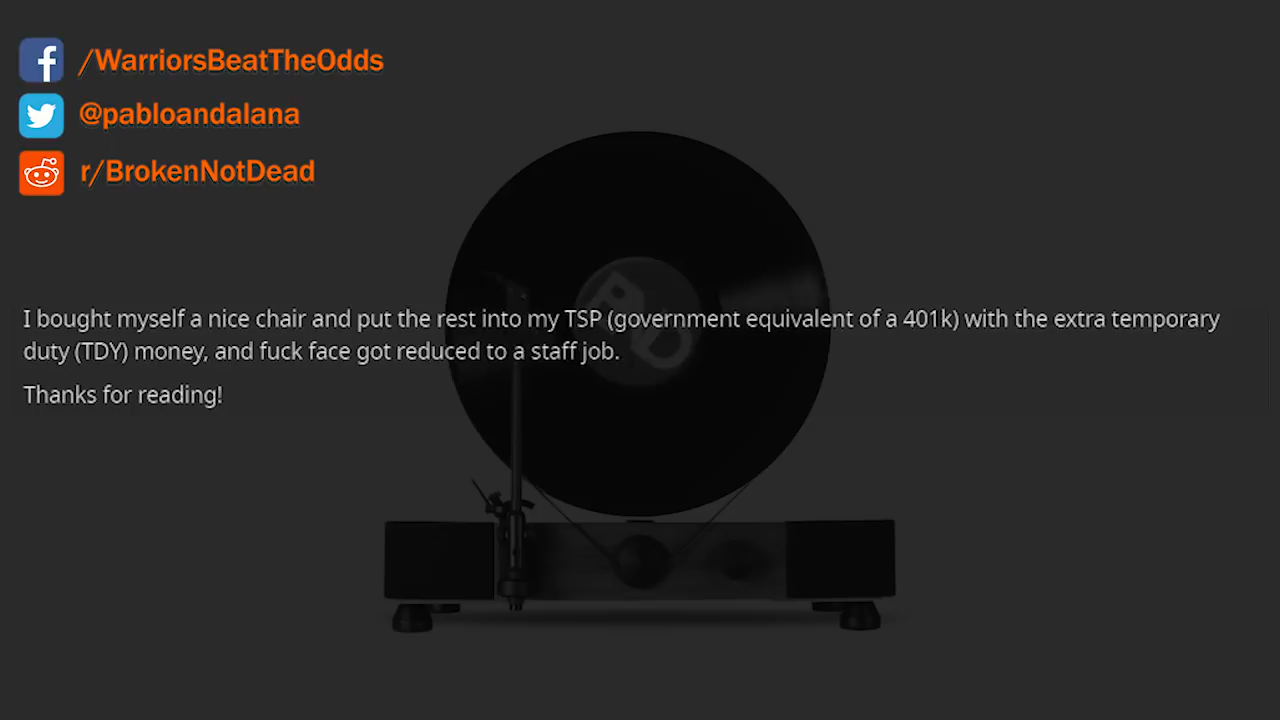 /WarriorsBeatTheOdds
@pabloandalana
r/BrokenNotDead
I bought myself a nice chair and put the rest into my TSP (government equivalent of a 401k) with the extra temporary
duty (TDY) money, and fuck face got reduced to a staff job.
Thanks for reading!